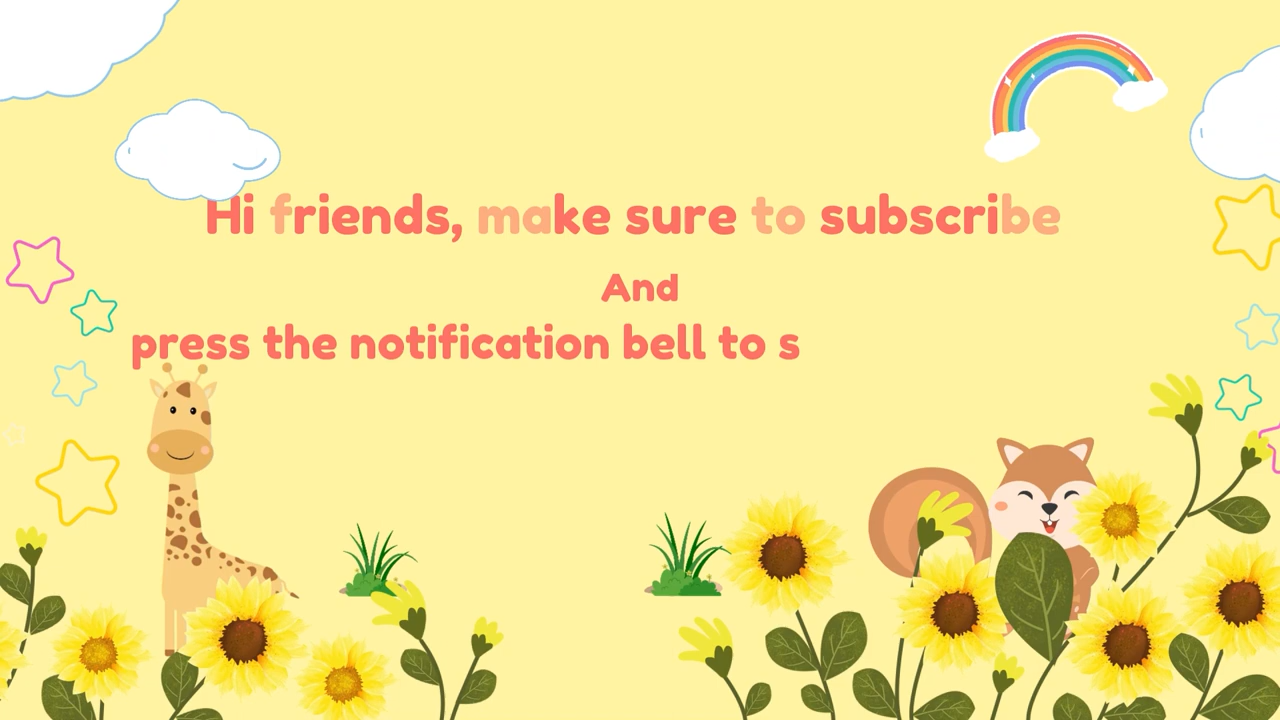 Hi friends, make sure to subscribe
And
press the notification bell to s